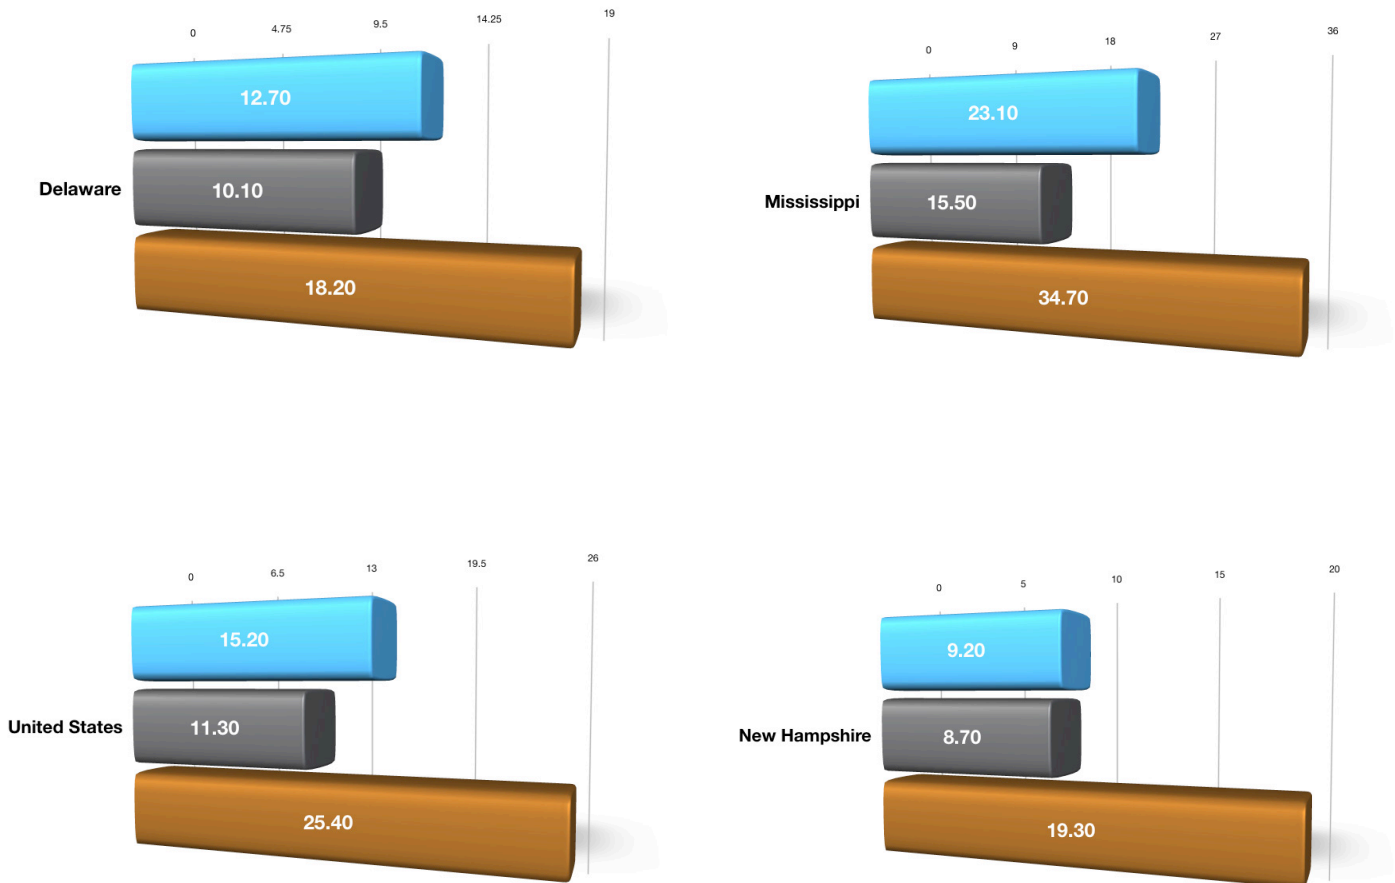 0 4.75 9.5 14.25 19
12.70
Delaware 10.10
18.20
0 9 18 27 36
23.10
Mississippi 15.50
34.70
0 6.5 13 19.5 26
15.20
United States 11.30
25.40
0 5 10 15 20
9.20
New Hampshire 8.70
19.30